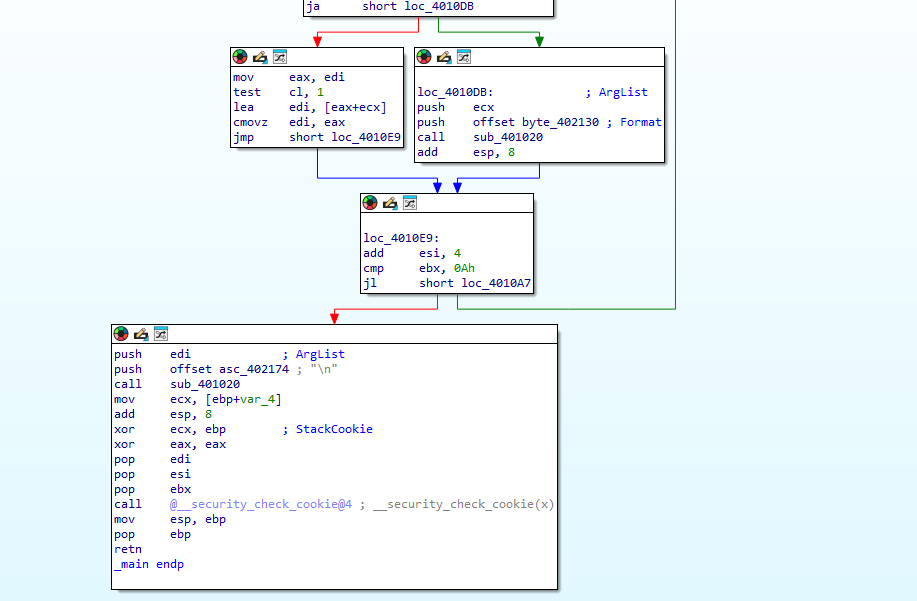 ja short loc_4010DB
mov eax, edi
test cl, 1
lea edi, [eax+ecx]
cmovz edi, eax
jmp short loc_4010E9
loc_4010DB: ; ArgList
push ecx
push offset byte_402130 ; Format
call sub_401020
add esp, 8
loc_4010E9:
add esi, 4
cmp ebx, 0Ah
jl short loc_4010A7
push edi ; ArgList
push offset asc_402174 ; "\n"
call sub_401020
mov ecx, [ebp+var_4]
add esp, 8
xor ecx, ebp ; StackCookie
xor eax, eax
pop edi
pop esi
pop ebx
call @__security_check_cookie@4 ; __security_check_cookie(x)
mov esp, ebp
pop ebp
retn
_main endp